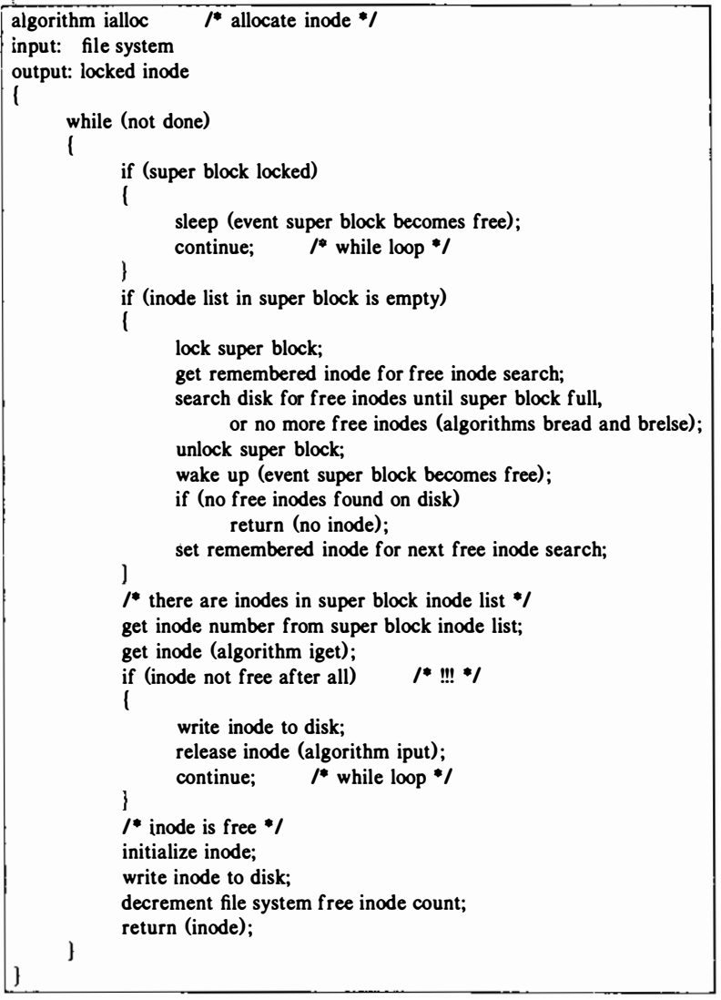 algorithm ialloc /* allocate inode */
input: file system
output: locked inode
{
while (not done)
{
if (super block locked)
{
sleep (event super block becomes free);
continue; /* while loop */
}
if (inode list in super block is empty)
{
lock super block;
get remembered inode for free inode search;
search disk for free inodes until super block full,
or no more free inodes (algorithms bread and brelse);
unlock super block;
wake up (event super block becomes free);
if (no free inodes found on disk)
return (no inode);
set remembered inode for next free inode search;
}
/* there are inodes in super block inode list */
get inode number from super block inode list;
get inode (algorithm iget);
if (inode not free after all) /* !!! */
{
write inode to disk;
release inode (algorithm iput);
continue; /* while loop */
}
/* inode is free */
initialize inode;
write inode to disk;
decrement file system free inode count;
return (inode);
}
}